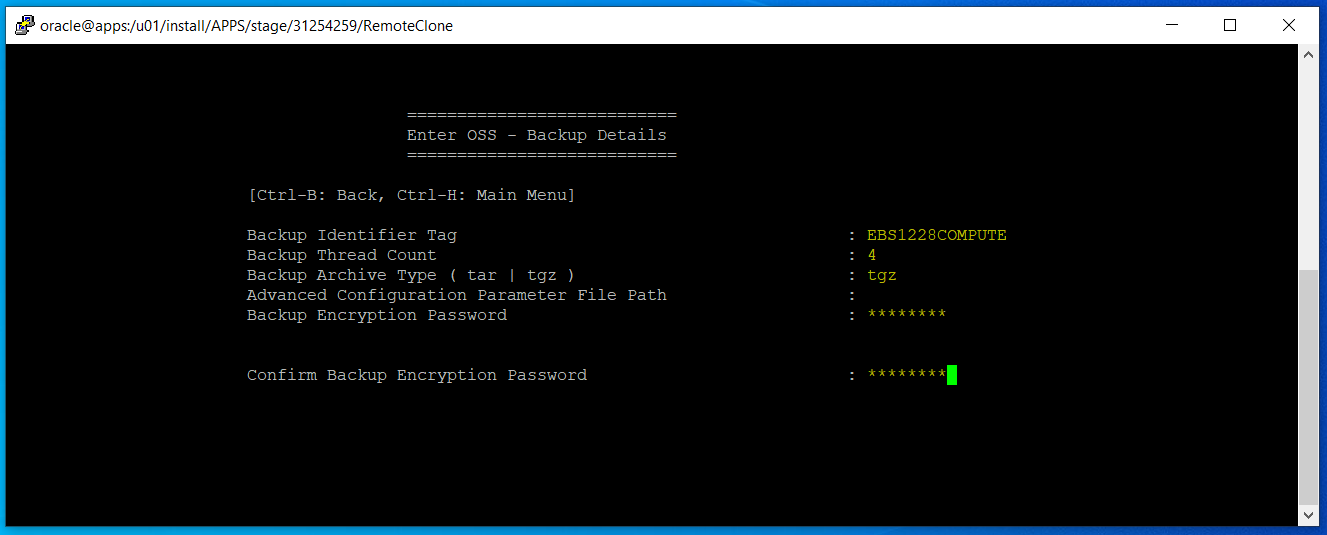 oracle@apps:/u01/install/APPS/stage/31254259/RemoteClone
===========================
Enter OSS - Backup Details
===========================
[Ctrl-B: Back, Ctrl-H: Main Menu]
Backup Identifier Tag : EBS1228COMPUTE
Backup Thread Count : 4
Backup Archive Type ( tar | tgz ) : tgz
Advanced Configuration Parameter File Path :
Backup Encryption Password : ********
Confirm Backup Encryption Password : ********